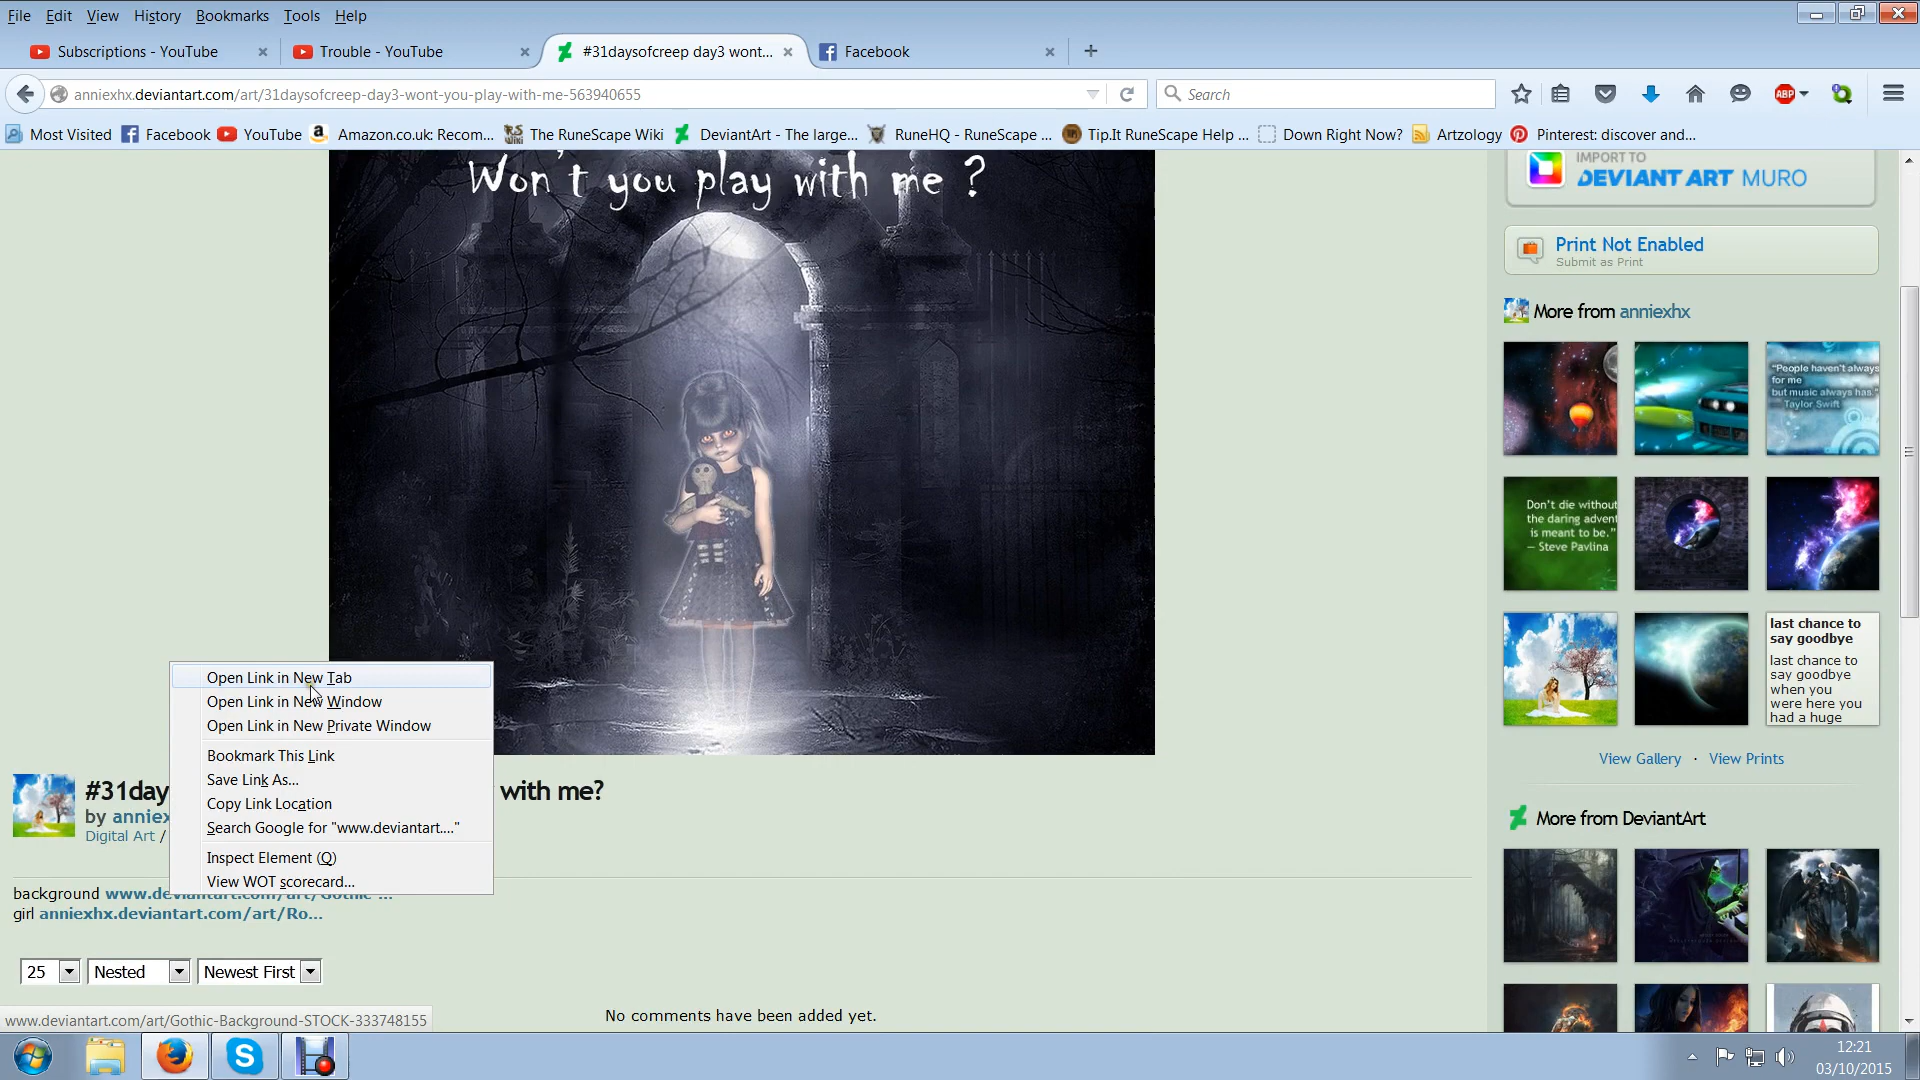 File Edit View History Bookmarks Tools Help
Subscriptions - YouTube
Trouble - YouTube
#31daysofcreep day3 wont...
Facebook
anniexhx.deviantart.com/art/31daysofcreep-day3-wont-you-play-with-me-563940655
Search
ABP
Most Visited Facebook YouTube Amazon.co.uk: Recom... The RuneScape Wiki DeviantArt - The large... RuneHQ - RuneScape ... Tip.It RuneScape Help ... Down Right Now? Artzology Pinterest: discover and...
Won't you play with me ?
IMPORT TO
DEVIANT ART MURO
Print Not Enabled
Submit as Print
More from anniexhx
"People haven't always
for me
but music always has."
Taylor Swift
Don't die without
the daring advent
is meant to be."
— Steve Pavlina
last chance to
say goodbye
last chance to
say goodbye
when you
were here you
had a huge
View Gallery · View Prints
More from DeviantArt
Open Link in New Tab
Open Link in New Window
Open Link in New Private Window
Bookmark This Link
Save Link As...
Copy Link Location
Search Google for "www.deviantart...."
Inspect Element (Q)
View WOT scorecard...
#31day
with me?
by anniex
Digital Art /
background www.deviantart.com/art/Gothic-...
girl anniexhx.deviantart.com/art/Ro...
25 Nested Newest First
No comments have been added yet.
www.deviantart.com/art/Gothic-Background-STOCK-333748155
12:21
03/10/2015